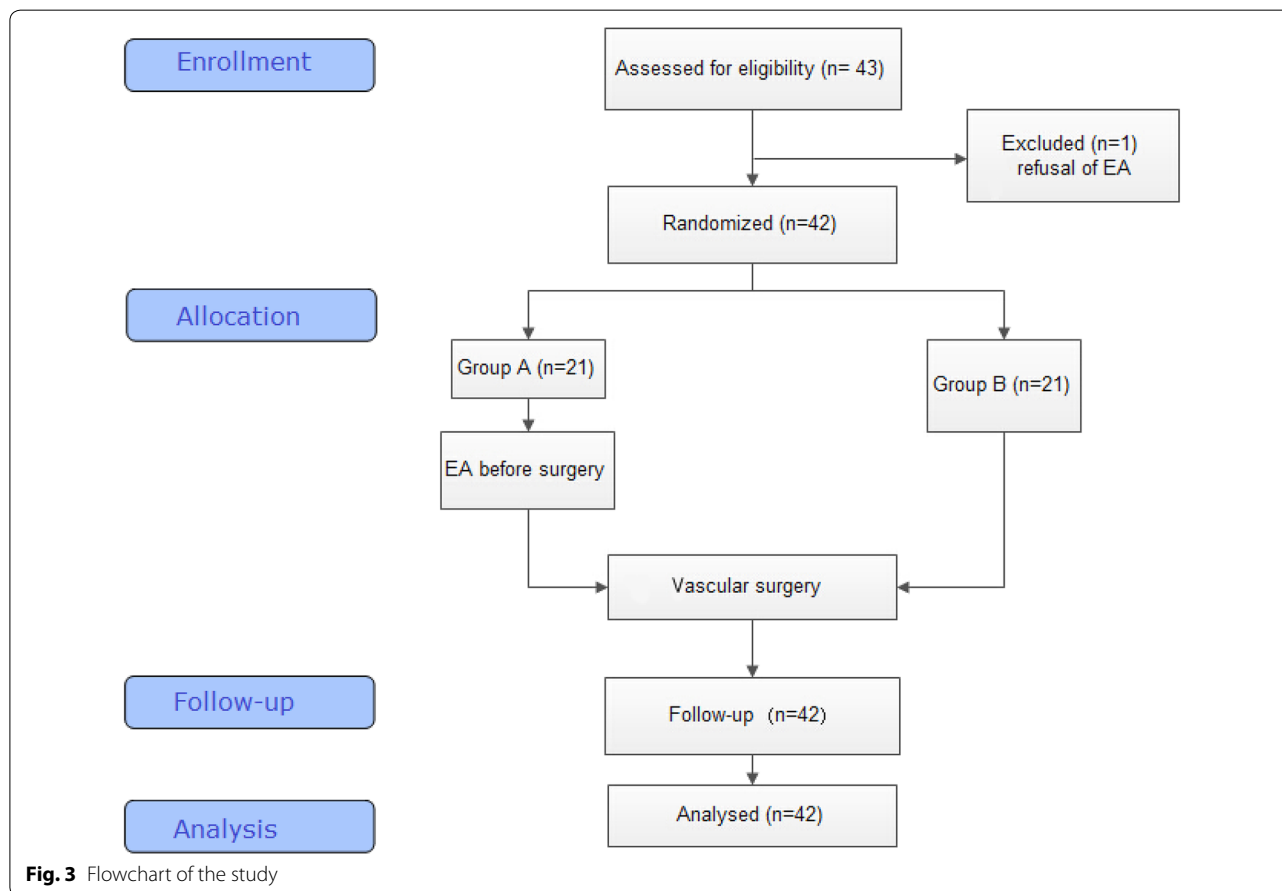 Enrollment
Assessed for eligibility (n= 43)
Excluded (n=1)
refusal of EA
Randomized (n=42)
Allocation
Group A (n=21)
Group B (n=21)
EA before surgery
Vascular surgery
Follow-up
Follow-up (n=42)
Analysis
Analysed (n=42)
Fig. 3 Flowchart of the study